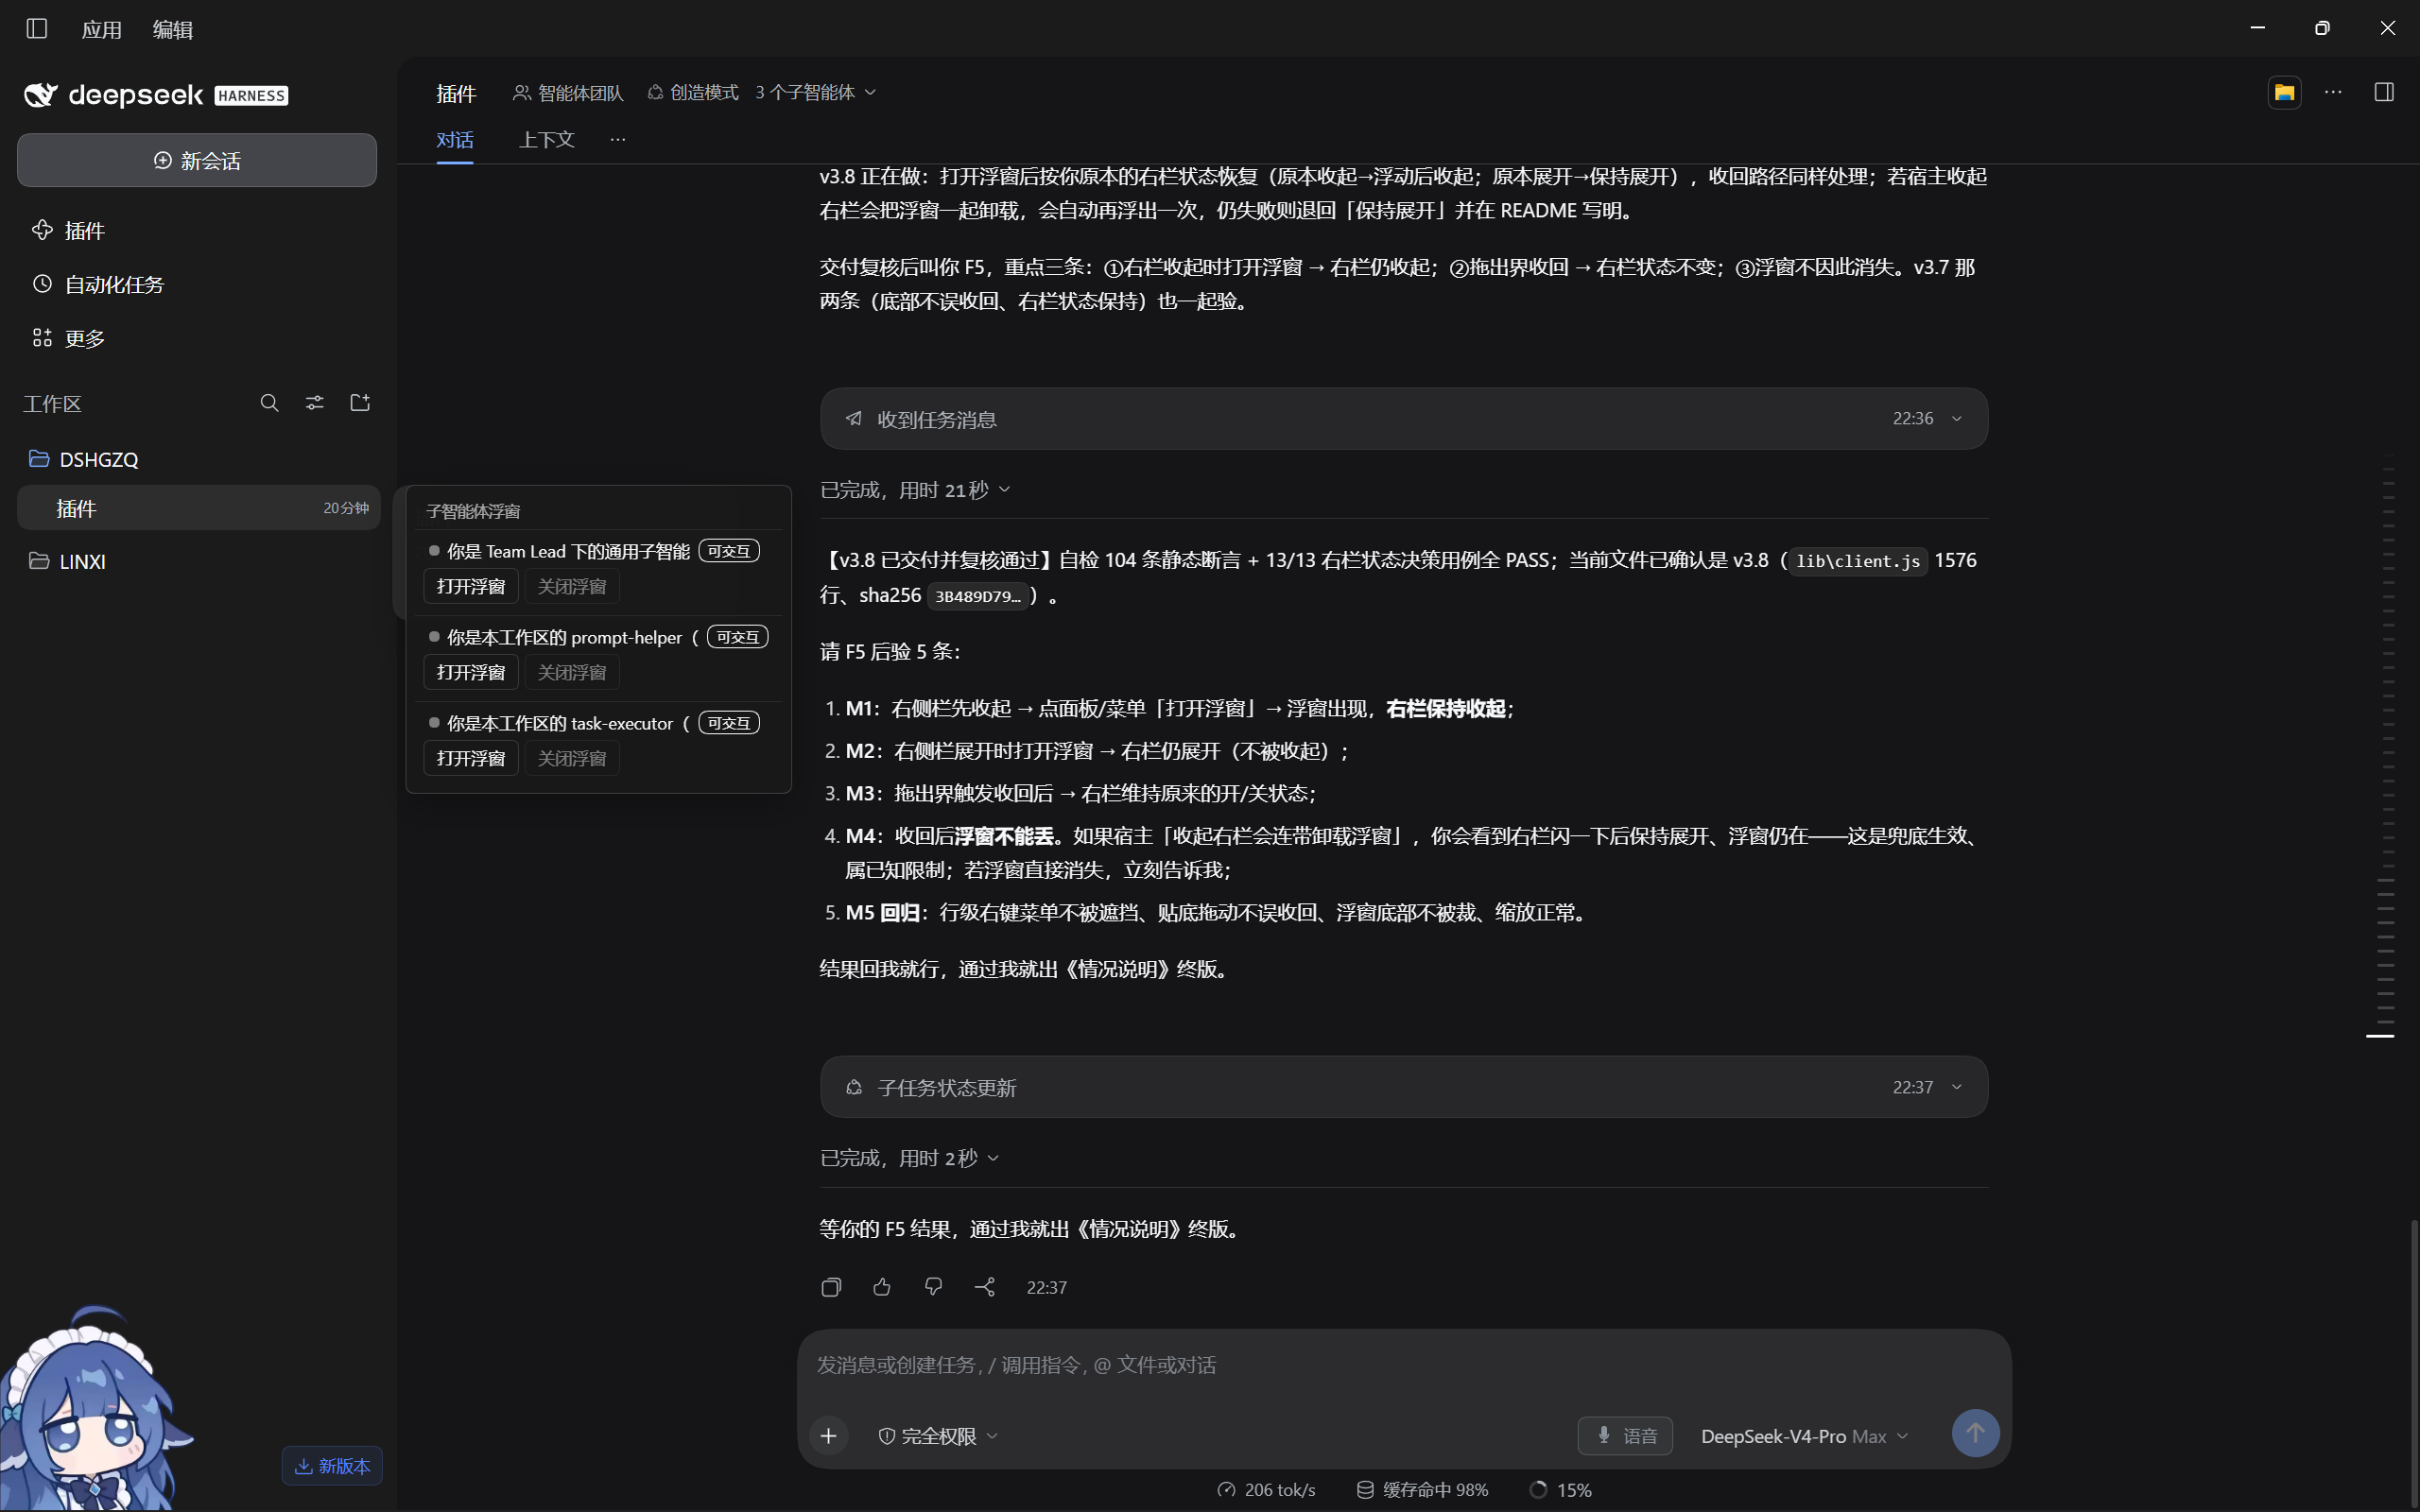 应用 编辑
deepseek HARNESS
新会话
插件
自动化任务
更多
工作区
DSHGZQ
插件 20分钟
LINXI
新版本
插件 智能体团队 创造模式 3 个子智能体
对话 上下文 ···
子智能体浮窗
你是 Team Lead 下的通用子智能 可交互
打开浮窗 关闭浮窗
你是本工作区的 prompt-helper（ 可交互
打开浮窗 关闭浮窗
你是本工作区的 task-executor（ 可交互
打开浮窗 关闭浮窗
v3.8 正在做：打开浮窗后按你原本的右栏状态恢复（原本收起→浮动后收起；原本展开→保持展开），收回路径同样处理；若宿主收起
右栏会把浮窗一起卸载，会自动再浮出一次，仍失败则退回「保持展开」并在 README 写明。
交付复核后叫你 F5，重点三条：①右栏收起时打开浮窗 → 右栏仍收起；②拖出界收回 → 右栏状态不变；③浮窗不因此消失。v3.7 那
两条（底部不误收回、右栏状态保持）也一起验。
收到任务消息 22:36
已完成，用时 21秒
【v3.8 已交付并复核通过】自检 104 条静态断言 + 13/13 右栏状态决策用例全 PASS；当前文件已确认是 v3.8（ lib\client.js 1576
行、sha256 3B489D79… ）。
请 F5 后验 5 条：
1. M1：右侧栏先收起 → 点面板/菜单「打开浮窗」→ 浮窗出现，右栏保持收起；
2. M2：右侧栏展开时打开浮窗 → 右栏仍展开（不被收起）；
3. M3：拖出界触发收回后 → 右栏维持原来的开/关状态；
4. M4：收回后浮窗不能丢。如果宿主「收起右栏会连带卸载浮窗」，你会看到右栏闪一下后保持展开、浮窗仍在——这是兜底生效、
属已知限制；若浮窗直接消失，立刻告诉我；
5. M5 回归：行级右键菜单不被遮挡、贴底拖动不误收回、浮窗底部不被裁、缩放正常。
结果回我就行，通过我就出《情况说明》终版。
子任务状态更新 22:37
已完成，用时 2秒
等你的 F5 结果，通过我就出《情况说明》终版。
22:37
发消息或创建任务，/ 调用指令，@ 文件或对话
完全权限 语音 DeepSeek-V4-Pro Max
206 tok/s 缓存命中 98% 15%